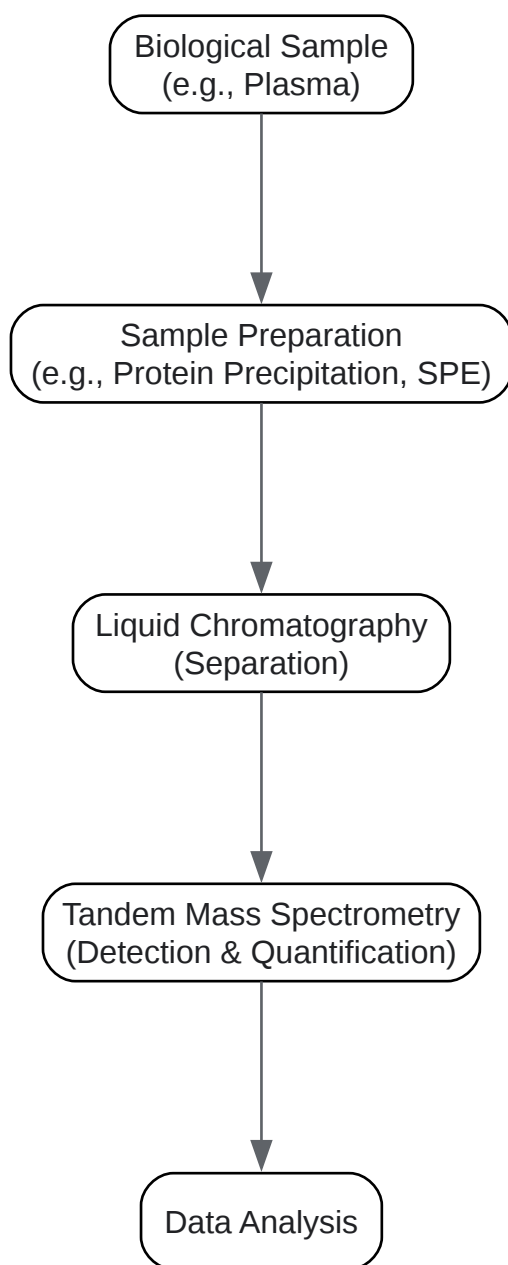 Biological Sample
(e.g., Plasma)
Sample Preparation
(e.g., Protein Precipitation, SPE)
Liquid Chromatography
(Separation)
Tandem Mass Spectrometry
(Detection & Quantification)
Data Analysis